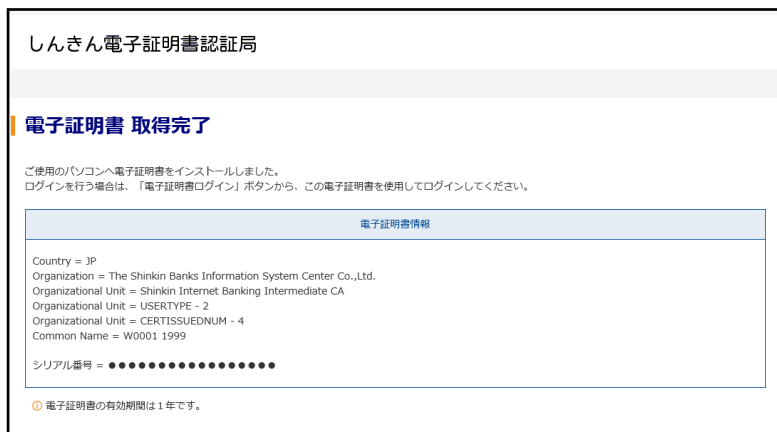 しんきん電子証明書認証局
電子証明書 取得完了
ご使用のパソコンへ電子証明書をインストールしました。
ログインを行う場合は、「電子証明書ログイン」ボタンから、この電子証明書を使用してログインしてください。
電子証明書情報
Country = JP
Organization = The Shinkin Banks Information System Center Co.,Ltd.
Organizational Unit = Shinkin Internet Banking Intermediate CA
Organizational Unit = USERTYPE - 2
Organizational Unit = CERTISSUEDNUM - 4
Common Name = W0001 1999
シリアル番号 = ●●●●●●●●●●●●●●●●●
電子証明書の有効期間は1年です。